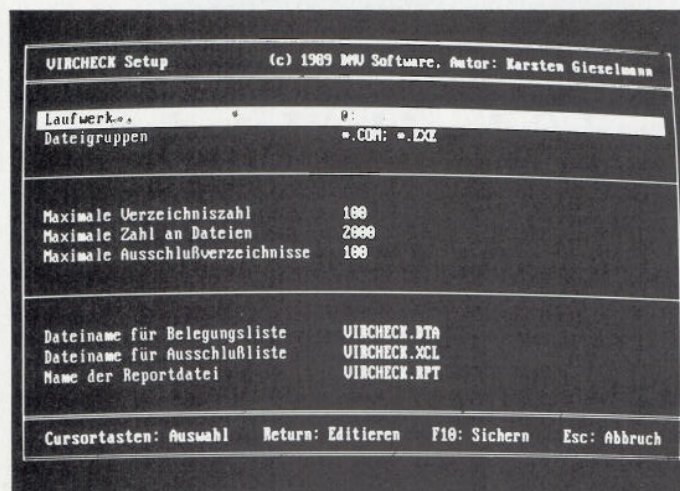 VIRCHECK Setup (c) 1989 DMV Software, Autor: Karsten Gieselmann
Laufwerk @:
Dateigruppen *.COM; *.EXE
Maximale Verzeichniszahl 100
Maximale Zahl an Dateien 2000
Maximale Ausschlußverzeichnisse 100
Dateiname für Belegungsliste VIRCHECK.DTA
Dateiname für Ausschlußliste VIRCHECK.XCL
Name der Reportdatei VIRCHECK.RPT
Cursortasten: Auswahl Return: Editieren F10: Sichern Esc: Abbruch